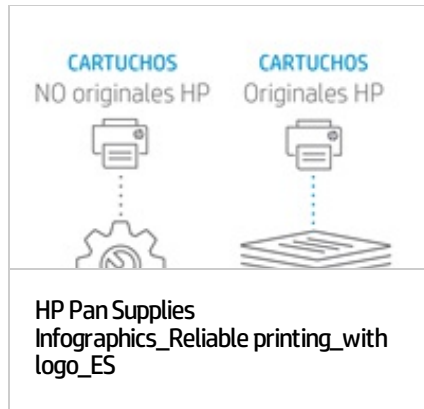 CARTUCHOS CARTUCHOS
NO originales HP Originales HP
HP Pan Supplies
Infographics_Reliable printing_with
logo_ES